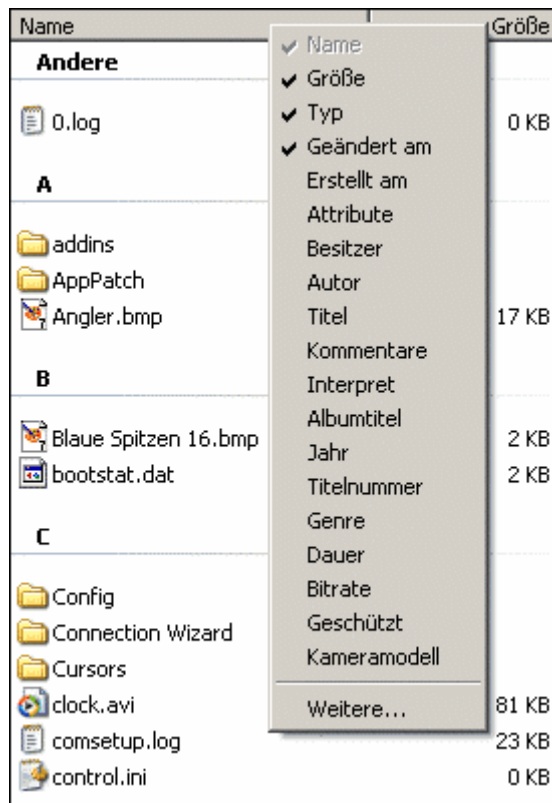 Name
Größe
Andere
0.log
0 KB
A
addins
AppPatch
Angler.bmp
17 KB
B
Blaue Spitzen 16.bmp
2 KB
bootstat.dat
2 KB
C
Config
Connection Wizard
Cursors
clock.avi
81 KB
comsetup.log
23 KB
control.ini
0 KB
Name
Größe
Typ
Geändert am
Erstellt am
Attribute
Besitzer
Autor
Titel
Kommentare
Interpret
Albumtitel
Jahr
Titelnummer
Genre
Dauer
Bitrate
Geschützt
Kameramodell
Weitere...